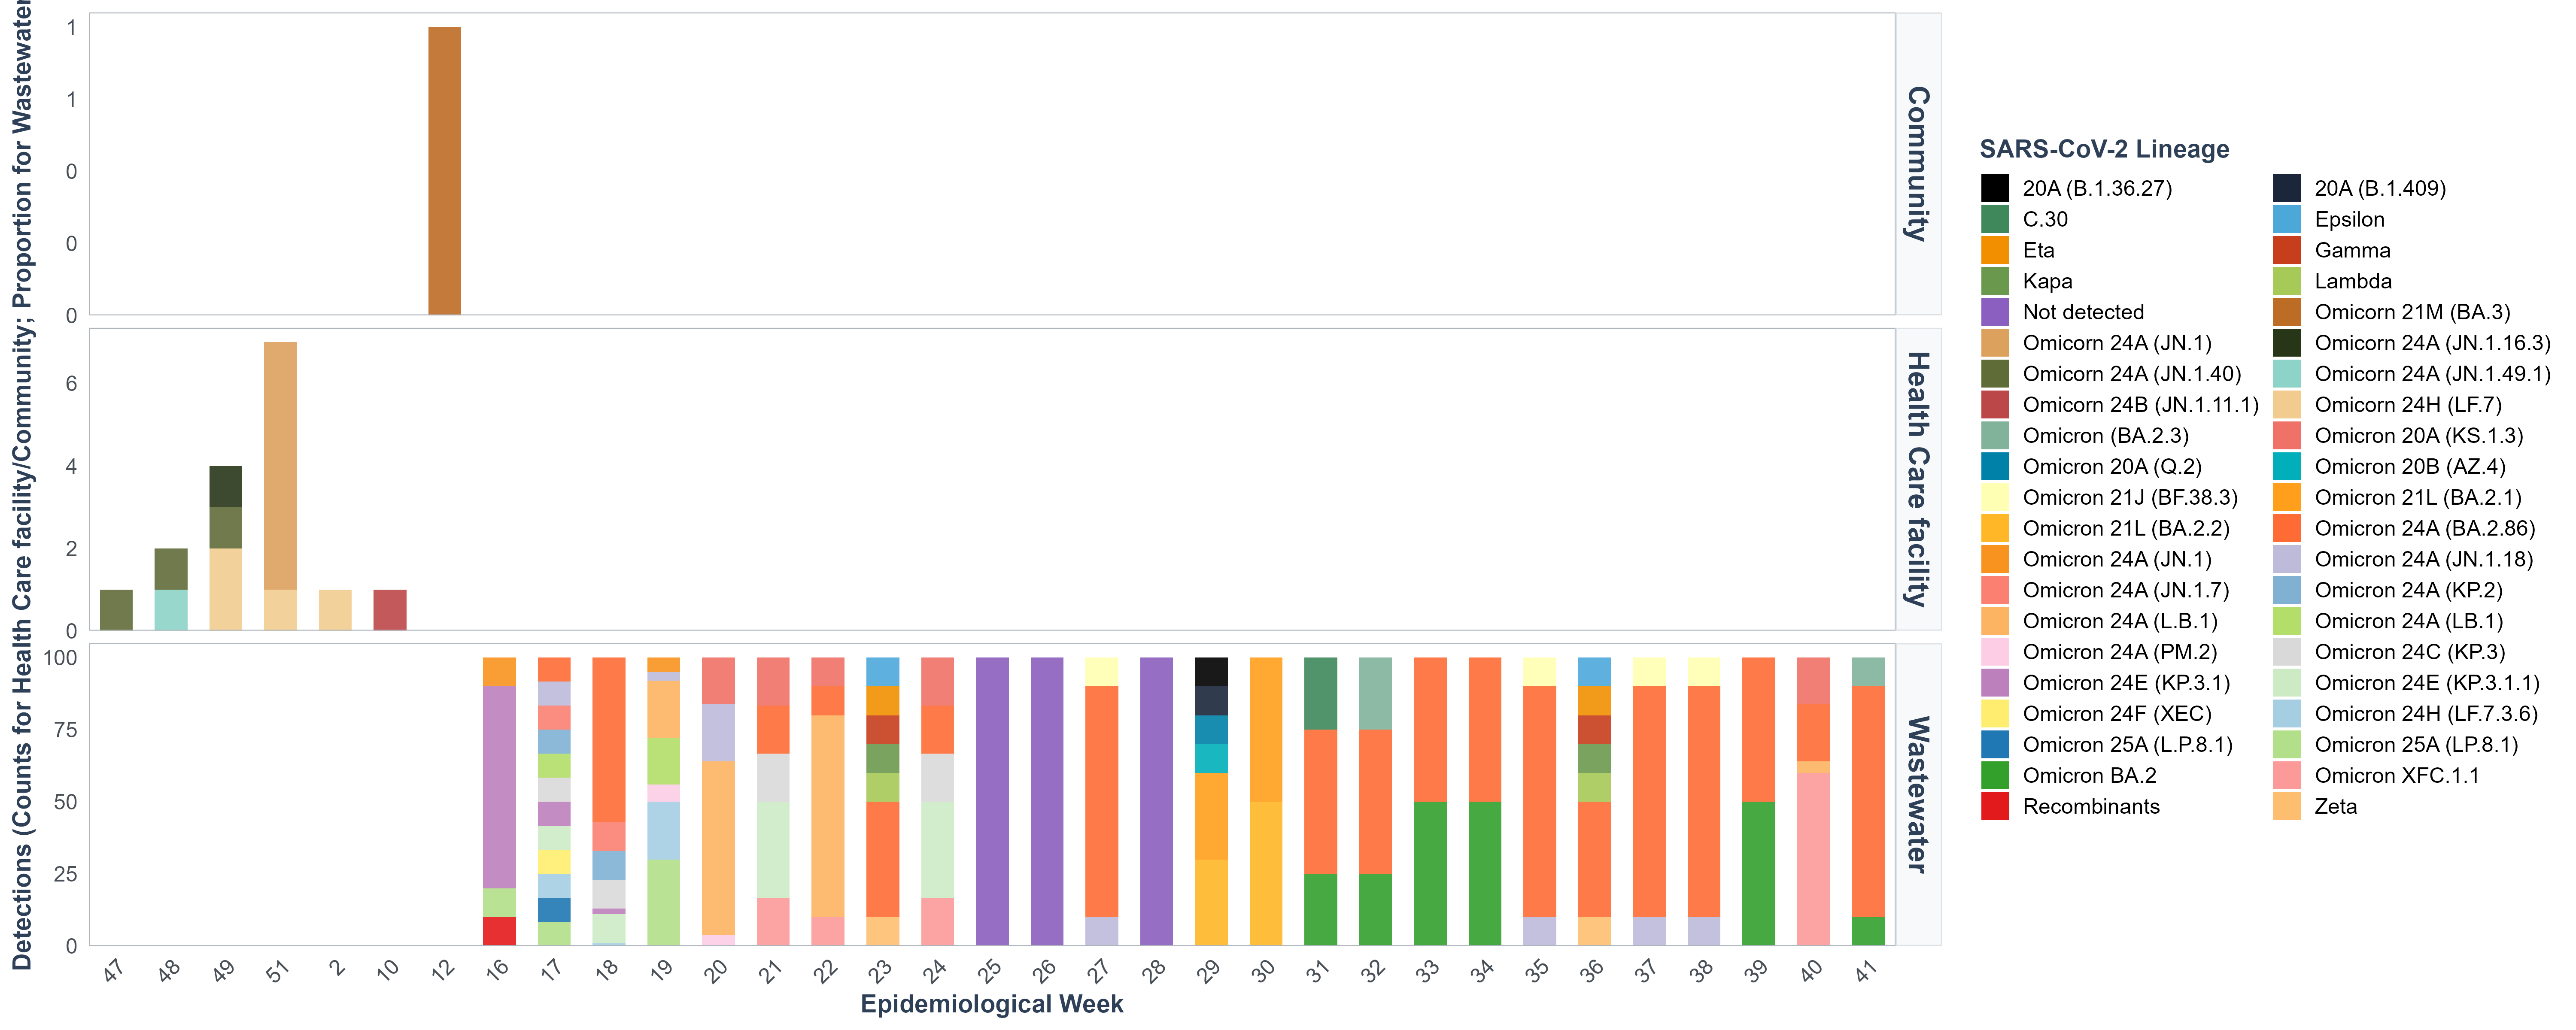 Detections (Counts for Health Care facility/Community; Proportion for Wastewater
1
1
0
0
0
Community
6
4
2
0
Health Care facility
100
75
50
25
0
Wastewater
47 48 49 51 2 10 12 16 17 18 19 20 21 22 23 24 25 26 27 28 29 30 31 32 33 34 35 36 37 38 39 40 41
Epidemiological Week
SARS-CoV-2 Lineage
20A (B.1.36.27) 20A (B.1.409)
C.30 Epsilon
Eta Gamma
Kapa Lambda
Not detected Omicorn 21M (BA.3)
Omicorn 24A (JN.1) Omicorn 24A (JN.1.16.3)
Omicorn 24A (JN.1.40) Omicorn 24A (JN.1.49.1)
Omicorn 24B (JN.1.11.1) Omicorn 24H (LF.7)
Omicron (BA.2.3) Omicron 20A (KS.1.3)
Omicron 20A (Q.2) Omicron 20B (AZ.4)
Omicron 21J (BF.38.3) Omicron 21L (BA.2.1)
Omicron 21L (BA.2.2) Omicron 24A (BA.2.86)
Omicron 24A (JN.1) Omicron 24A (JN.1.18)
Omicron 24A (JN.1.7) Omicron 24A (KP.2)
Omicron 24A (L.B.1) Omicron 24A (LB.1)
Omicron 24A (PM.2) Omicron 24C (KP.3)
Omicron 24E (KP.3.1) Omicron 24E (KP.3.1.1)
Omicron 24F (XEC) Omicron 24H (LF.7.3.6)
Omicron 25A (L.P.8.1) Omicron 25A (LP.8.1)
Omicron BA.2 Omicron XFC.1.1
Recombinants Zeta